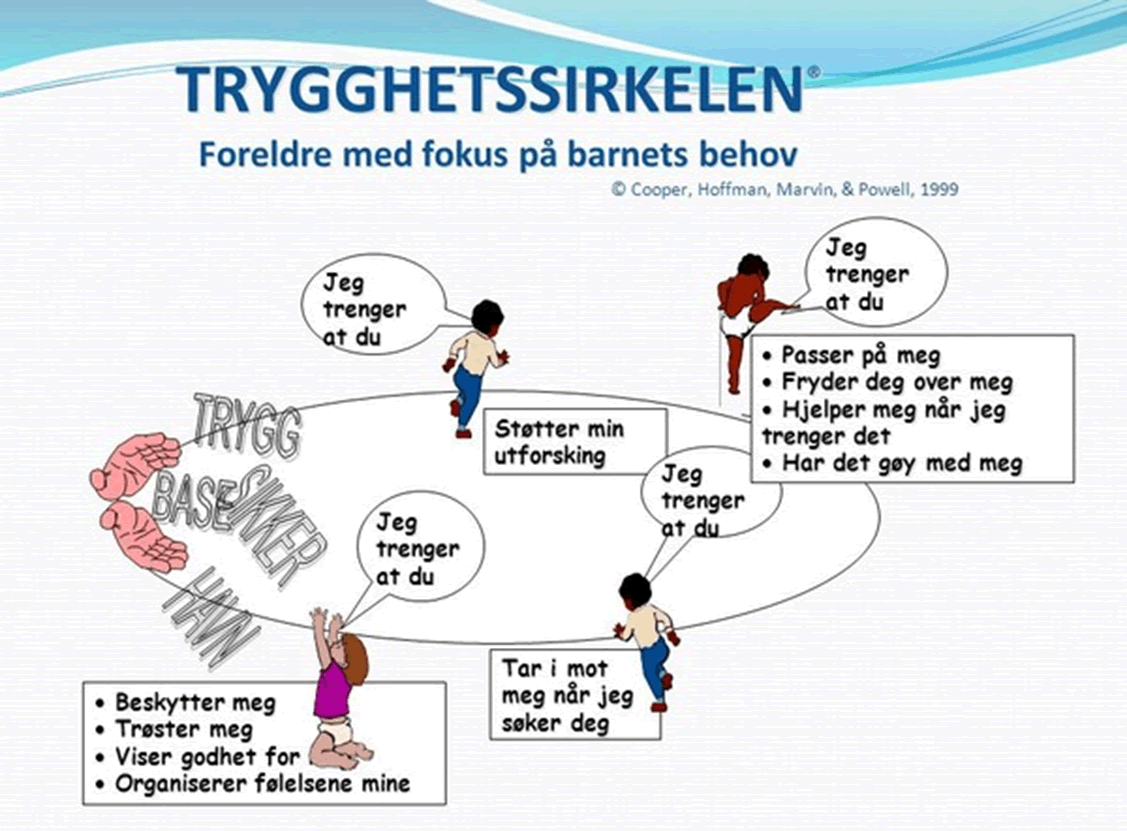 TRYGGHETSSIRKELEN®
Foreldre med fokus på barnets behov
© Cooper, Hoffman, Marvin, & Powell, 1999
Jeg
trenger
at du
Støtter min
utforsking
Jeg
trenger
at du
• Passer på meg
• Fryder deg over meg
• Hjelper meg når jeg
trenger det
• Har det gøy med meg
TRYGG
BASE
SIKKER
HAVN
Jeg
trenger
at du
Tar i mot
meg når jeg
søker deg
Jeg
trenger
at du
• Beskytter meg
• Trøster meg
• Viser godhet for
• Organiserer følelsene mine